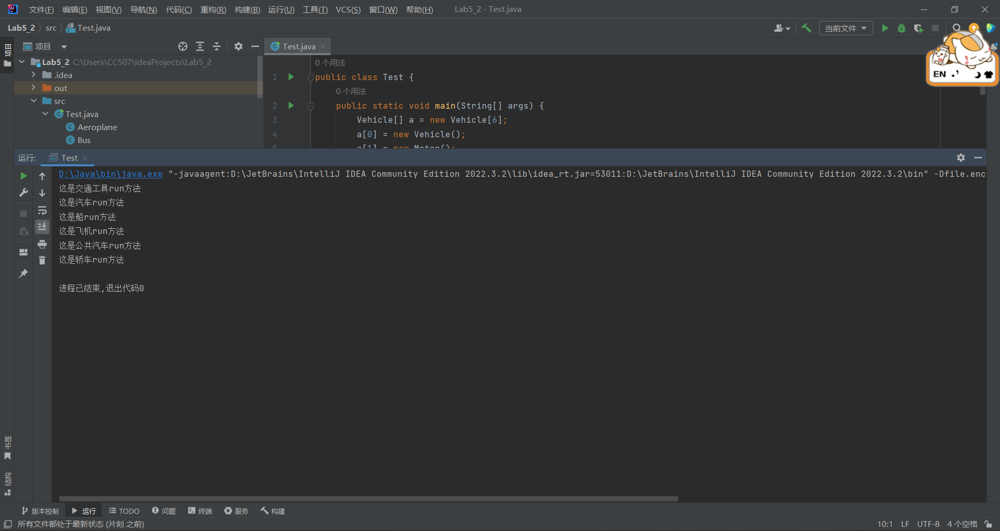 文件(F) 编辑(E) 视图(V) 导航(N) 代码(C) 重构(R) 构建(B) 运行(U) 工具(T) VCS(S) 窗口(W) 帮助(H) Lab5_2 - Test.java
Lab5_2 src Test.java 当前文件
项目
项目
Test.java
Lab5_2 C:\Users\CC507\IdeaProjects\Lab5_2
.idea
out
src
Test.java
Aeroplane
Bus
0 个用法
1 public class Test {
0 个用法
2 public static void main(String[] args) {
3 Vehicle[] a = new Vehicle[6];
4 a[0] = new Vehicle();
5 a[1] = new Motor();
EN
运行: Test
D:\Java\bin\java.exe "-javaagent:D:\JetBrains\IntelliJ IDEA Community Edition 2022.3.2\lib\idea_rt.jar=53011:D:\JetBrains\IntelliJ IDEA Community Edition 2022.3.2\bin" -Dfile.enc
这是交通工具run方法
这是汽车run方法
这是船run方法
这是飞机run方法
这是公共汽车run方法
这是轿车run方法
进程已结束,退出代码0
书签
结构
版本控制 运行 TODO 问题 终端 服务 构建
所有文件都处于最新状态 (片刻 之前) 10:1 LF UTF-8 4 个空格